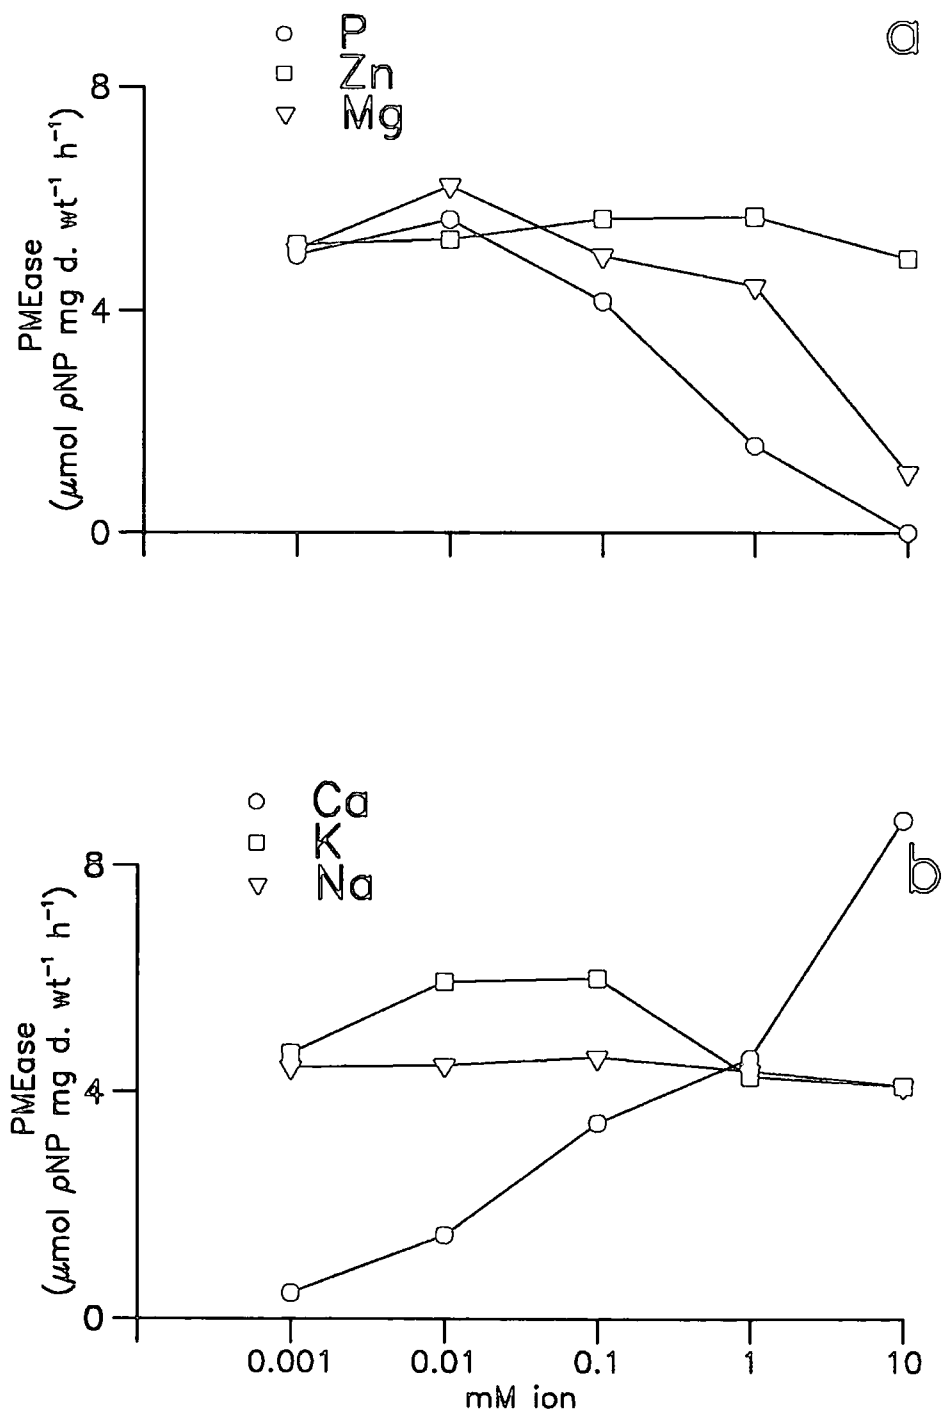 P
Zn
Mg
a
PMEase
(μmol ρNP mg d. wt⁻¹ h⁻¹)
8
4
0
Ca
K
Na
b
PMEase
(μmol ρNP mg d. wt⁻¹ h⁻¹)
8
4
0
0.001 0.01 0.1 1 10
mM ion